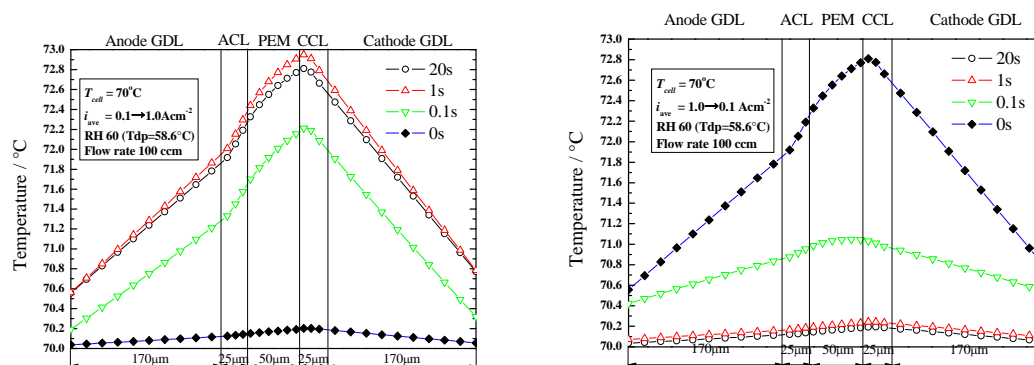 Anode GDL ACL PEM CCL Cathode GDL
73.0
72.8
72.6
72.4
72.2
72.0
71.8
71.6
71.4
71.2
71.0
70.8
70.6
70.4
70.2
70.0
Temperature / °C
T_cell = 70°C
i_ave = 0.1→1.0Acm⁻²
RH 60 (Tdp=58.6°C)
Flow rate 100 ccm
20s
1s
0.1s
0s
170μm 25μm 50μm 25μm 170μm
Anode GDL ACL PEM CCL Cathode GDL
73.0
72.8
72.6
72.4
72.2
72.0
71.8
71.6
71.4
71.2
71.0
70.8
70.6
70.4
70.2
70.0
Temperature / °C
T_cell = 70°C
i_ave = 1.0→0.1 Acm⁻²
RH 60 (Tdp=58.6°C)
Flow rate 100 ccm
20s
1s
0.1s
0s
170μm 25μm 50μm 25μm 170μm